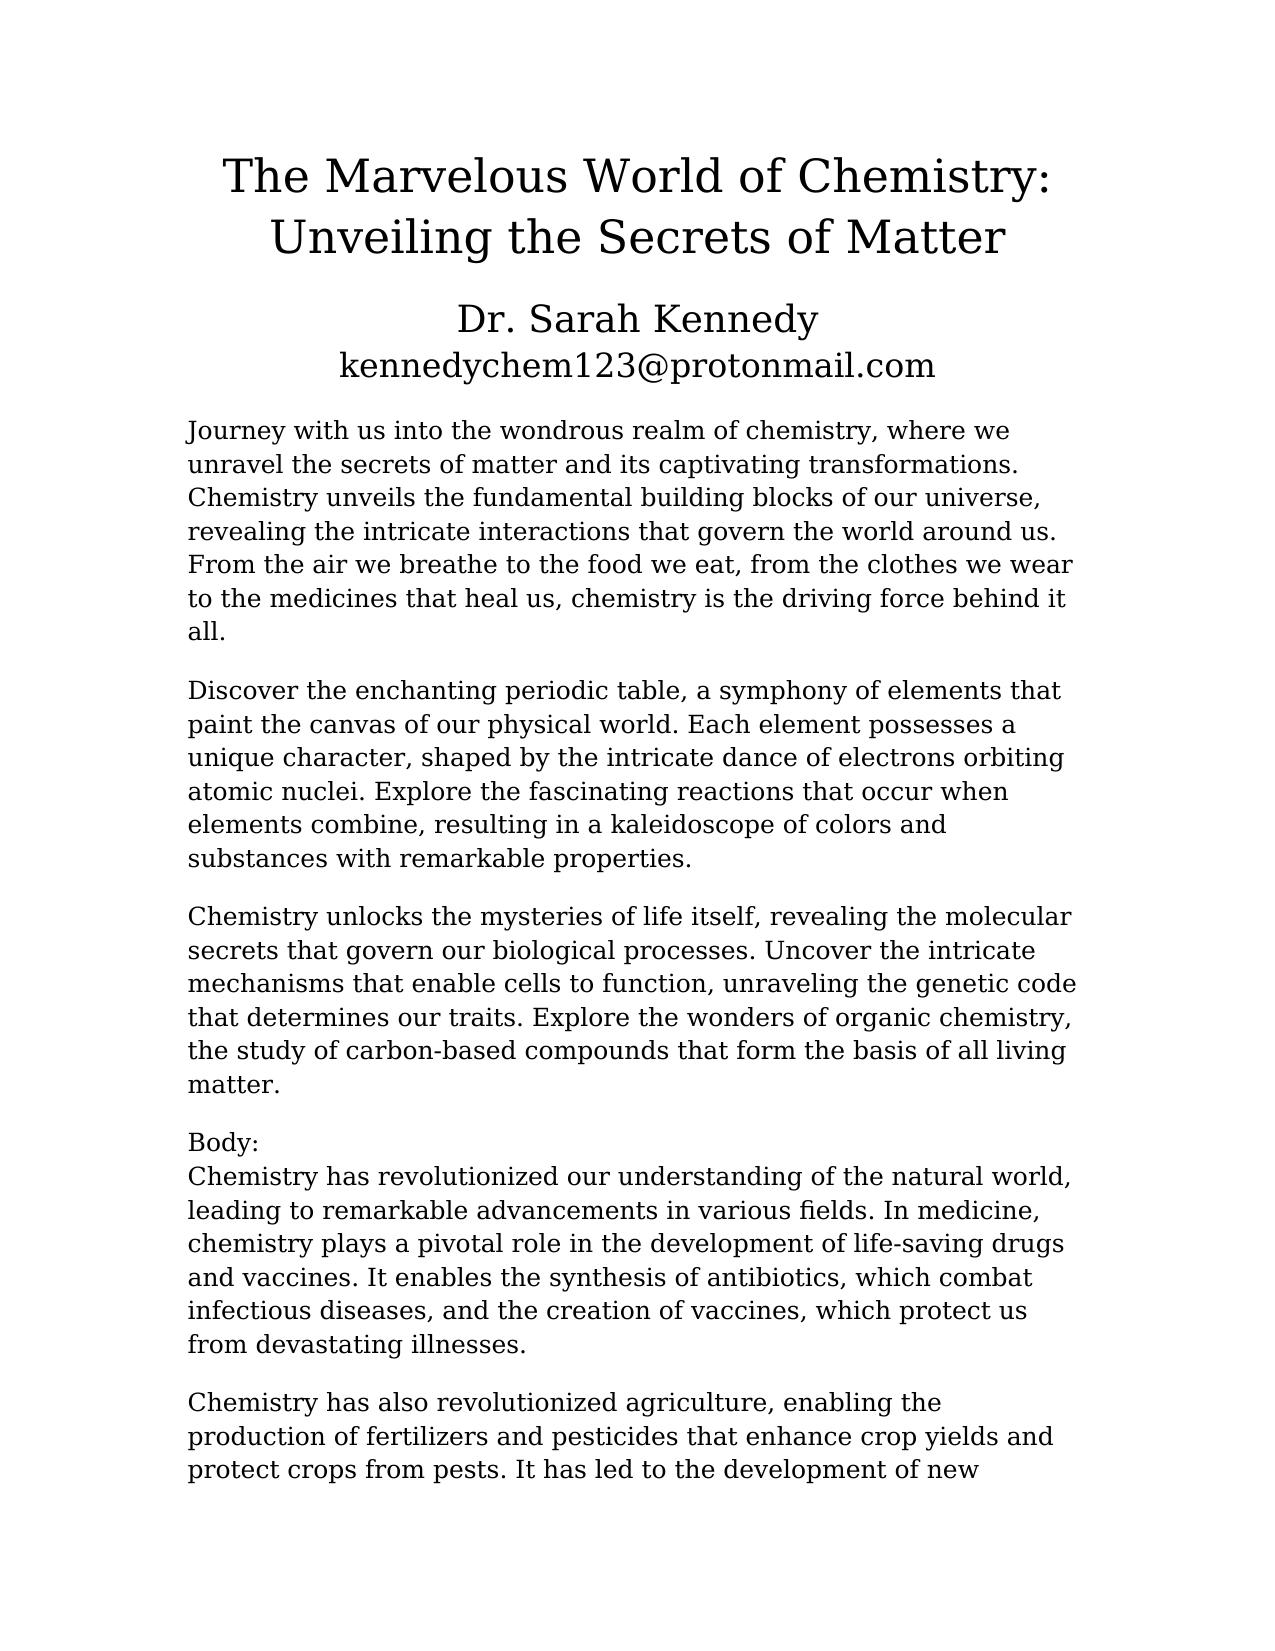 The Marvelous World of Chemistry:
Unveiling the Secrets of Matter
Dr. Sarah Kennedy
kennedychem123@protonmail.com
Journey with us into the wondrous realm of chemistry, where we
unravel the secrets of matter and its captivating transformations.
Chemistry unveils the fundamental building blocks of our universe,
revealing the intricate interactions that govern the world around us.
From the air we breathe to the food we eat, from the clothes we wear
to the medicines that heal us, chemistry is the driving force behind it
all.
Discover the enchanting periodic table, a symphony of elements that
paint the canvas of our physical world. Each element possesses a
unique character, shaped by the intricate dance of electrons orbiting
atomic nuclei. Explore the fascinating reactions that occur when
elements combine, resulting in a kaleidoscope of colors and
substances with remarkable properties.
Chemistry unlocks the mysteries of life itself, revealing the molecular
secrets that govern our biological processes. Uncover the intricate
mechanisms that enable cells to function, unraveling the genetic code
that determines our traits. Explore the wonders of organic chemistry,
the study of carbon-based compounds that form the basis of all living
matter.
Body:
Chemistry has revolutionized our understanding of the natural world,
leading to remarkable advancements in various fields. In medicine,
chemistry plays a pivotal role in the development of life-saving drugs
and vaccines. It enables the synthesis of antibiotics, which combat
infectious diseases, and the creation of vaccines, which protect us
from devastating illnesses.
Chemistry has also revolutionized agriculture, enabling the
production of fertilizers and pesticides that enhance crop yields and
protect crops from pests. It has led to the development of new